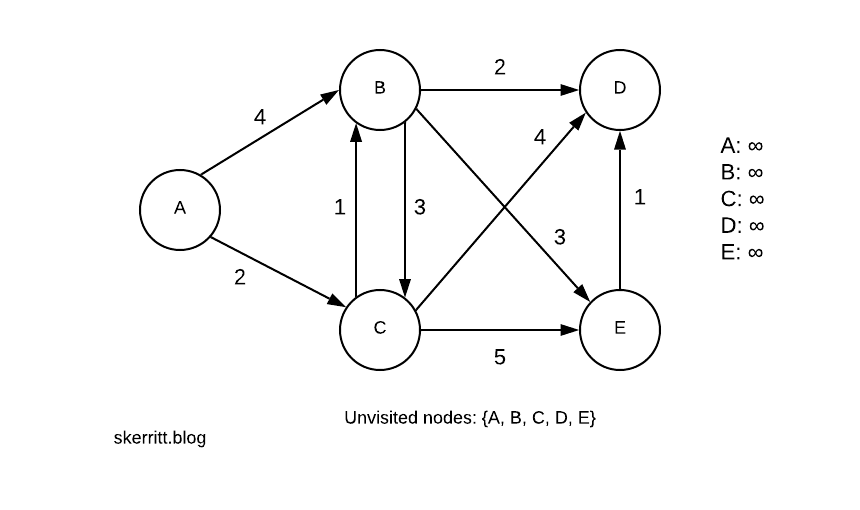 2
B
D
4
4
A: ∞
B: ∞
A
1
3
1
C: ∞
D: ∞
3
E: ∞
2
C
E
5
Unvisited nodes: {A, B, C, D, E}
skerritt.blog